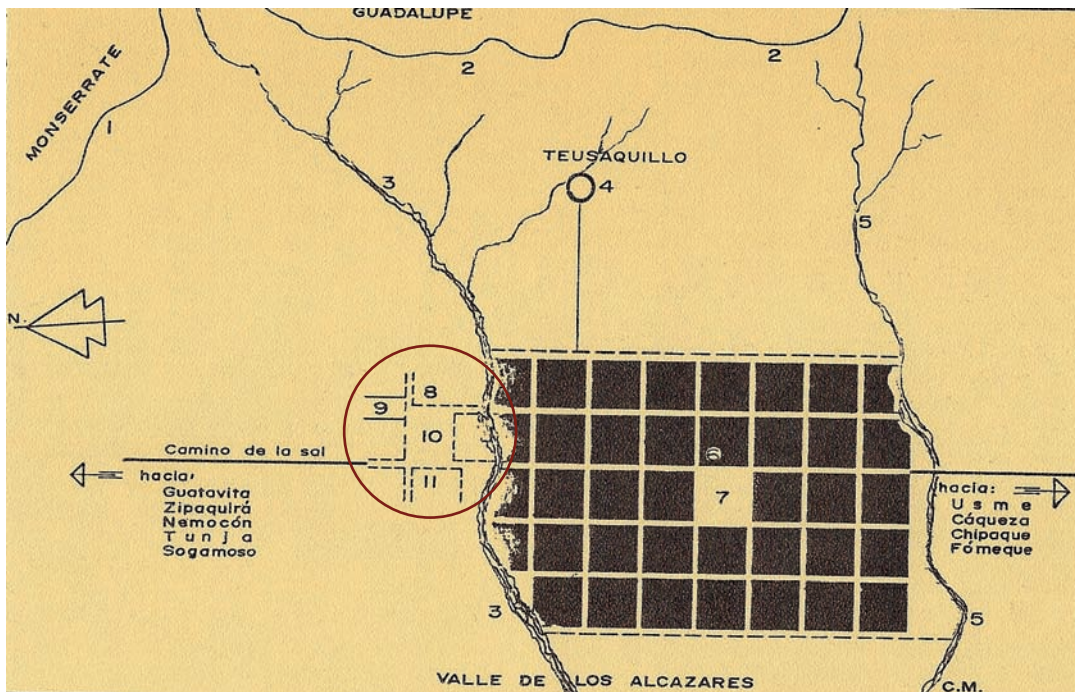 GUADALUPE
2
2
MONSERRATE
1
3
TEUSAQUILLO
4
5
N.
8
9
10
Camino de la sal
11
hacia:
Guatavita
Zipaquirá
Nemocón
Tunja
Sogamoso
6
7
hacia:
Usme
Cáqueza
Chipaque
Fómeque
3
5
VALLE DE LOS ALCAZARES
C.M.